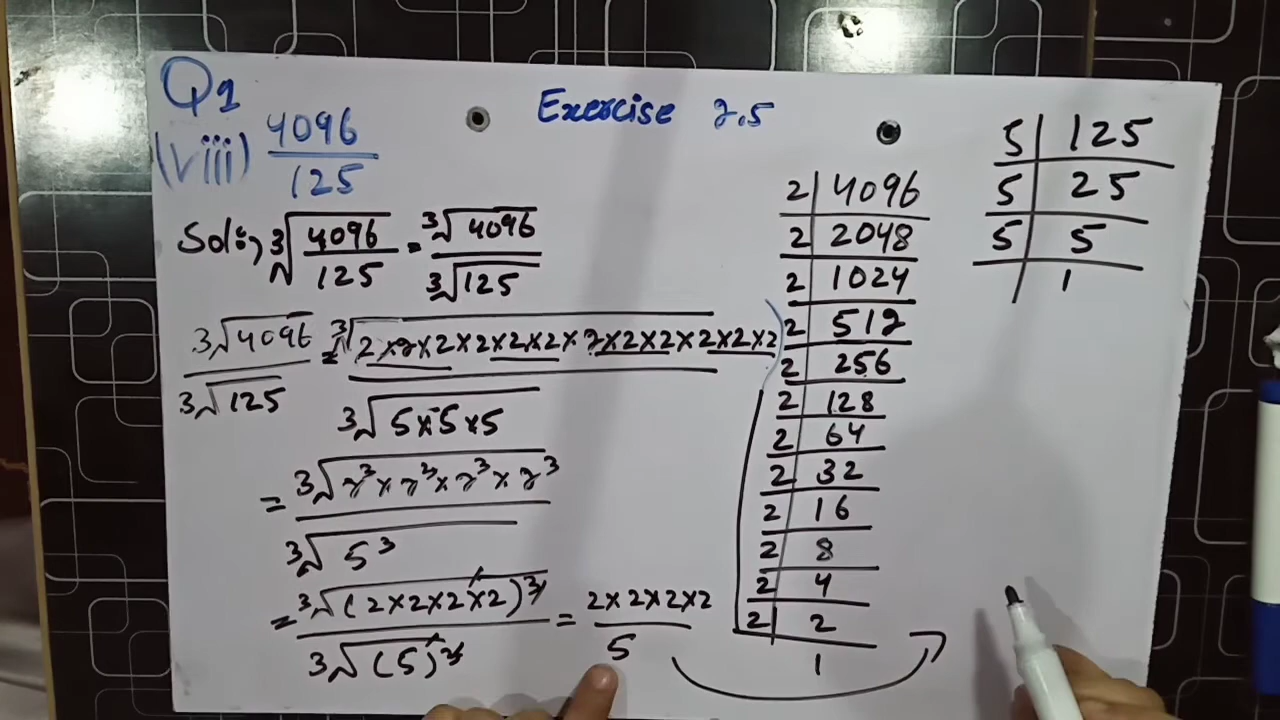 Q1
Exercise 2.5
(viii) 4096/125
Sol:, ∛(4096/125) = ∛4096/∛125
∛4096/∛125 = ∛(2×2×2×2×2×2×2×2×2×2×2×2)/∛(5×5×5)
= ∛(2³×2³×2³×2³)/∛(5³)
= ∛((2×2×2×2)³)/∛((5)³) = 2×2×2×2/5
2 | 4096
2 | 2048
2 | 1024
2 | 512
2 | 256
2 | 128
2 | 64
2 | 32
2 | 16
2 | 8
2 | 4
2 | 2
1
5 | 125
5 | 25
5 | 5
1